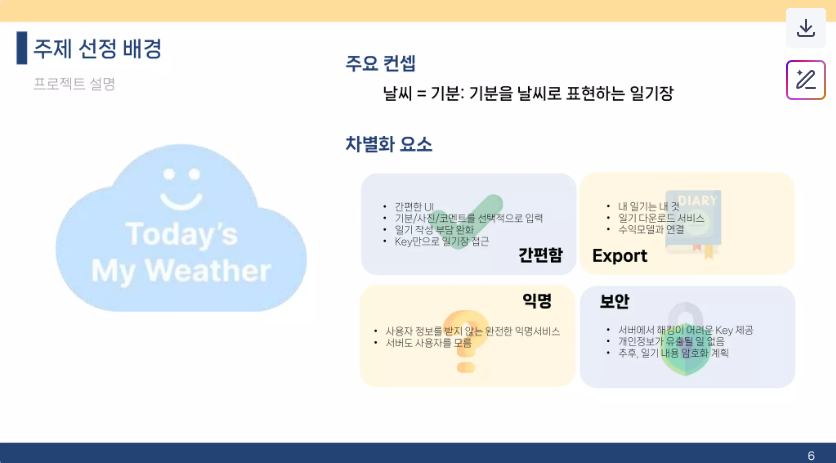 주제 선정 배경
프로젝트 설명
Today's
My Weather
주요 컨셉
날씨 = 기분: 기분을 날씨로 표현하는 일기장
차별화 요소
• 간편한 UI
• 기분/사진/코멘트를 선택적으로 입력
• 일기 작성 부담 완화
• Key만으로 일기장 접근
간편함
DIARY
• 내 일기는 내 것
• 일기 다운로드 서비스
• 수익모델과 연결
Export
익명
• 사용자 정보를 받지 않는 완전한 익명서비스
• 서버도 사용자를 모름
보안
• 서버에서 해킹이 어려운 Key 제공
• 개인정보가 유출될 일 없음
• 추후, 일기 내용 암호화 계획
6